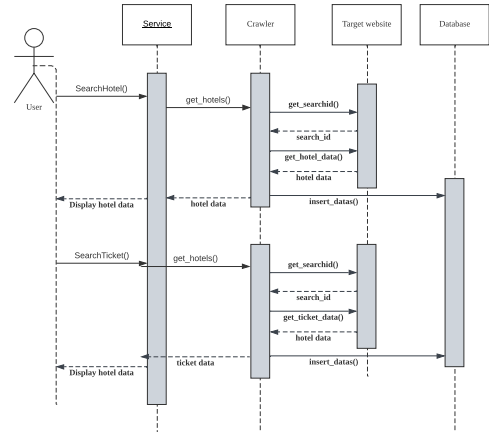 Service
Crawler
Target website
Database
User
SearchHotel()
get_hotels()
get_searchid()
search_id
get_hotel_data()
hotel data
Display hotel data
hotel data
insert_datas()
SearchTicket()
get_hotels()
get_searchid()
search_id
get_ticket_data()
hotel data
ticket data
insert_datas()
Display hotel data